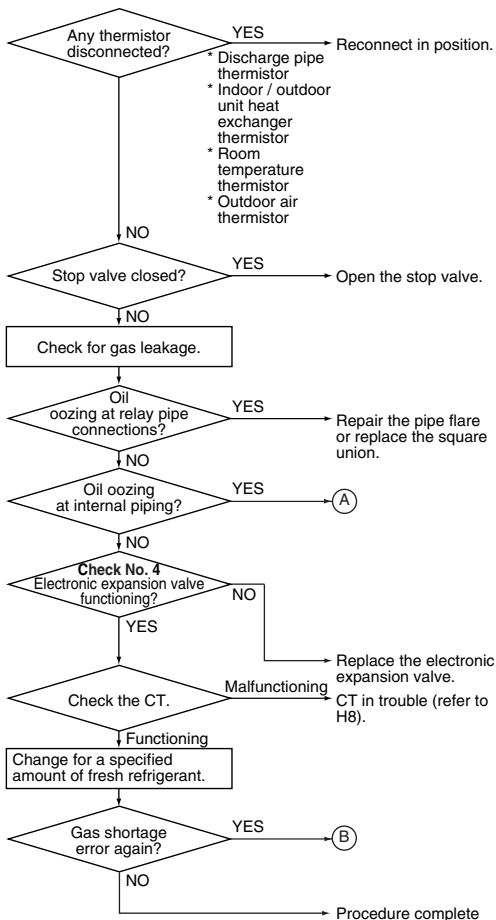 Any thermistor
disconnected?
YES
Reconnect in position.
* Discharge pipe
thermistor
* Indoor / outdoor
unit heat
exchanger
thermistor
* Room
temperature
thermistor
* Outdoor air
thermistor
NO
Stop valve closed?
YES
Open the stop valve.
NO
Check for gas leakage.
Oil
oozing at relay pipe
connections?
YES
Repair the pipe flare
or replace the square
union.
NO
Oil oozing
at internal piping?
YES
A
NO
Check No. 4
Electronic expansion valve
functioning?
NO
YES
Replace the electronic
expansion valve.
Check the CT.
Malfunctioning
CT in trouble (refer to
H8).
Functioning
Change for a specified
amount of fresh refrigerant.
Gas shortage
error again?
YES
B
NO
Procedure complete